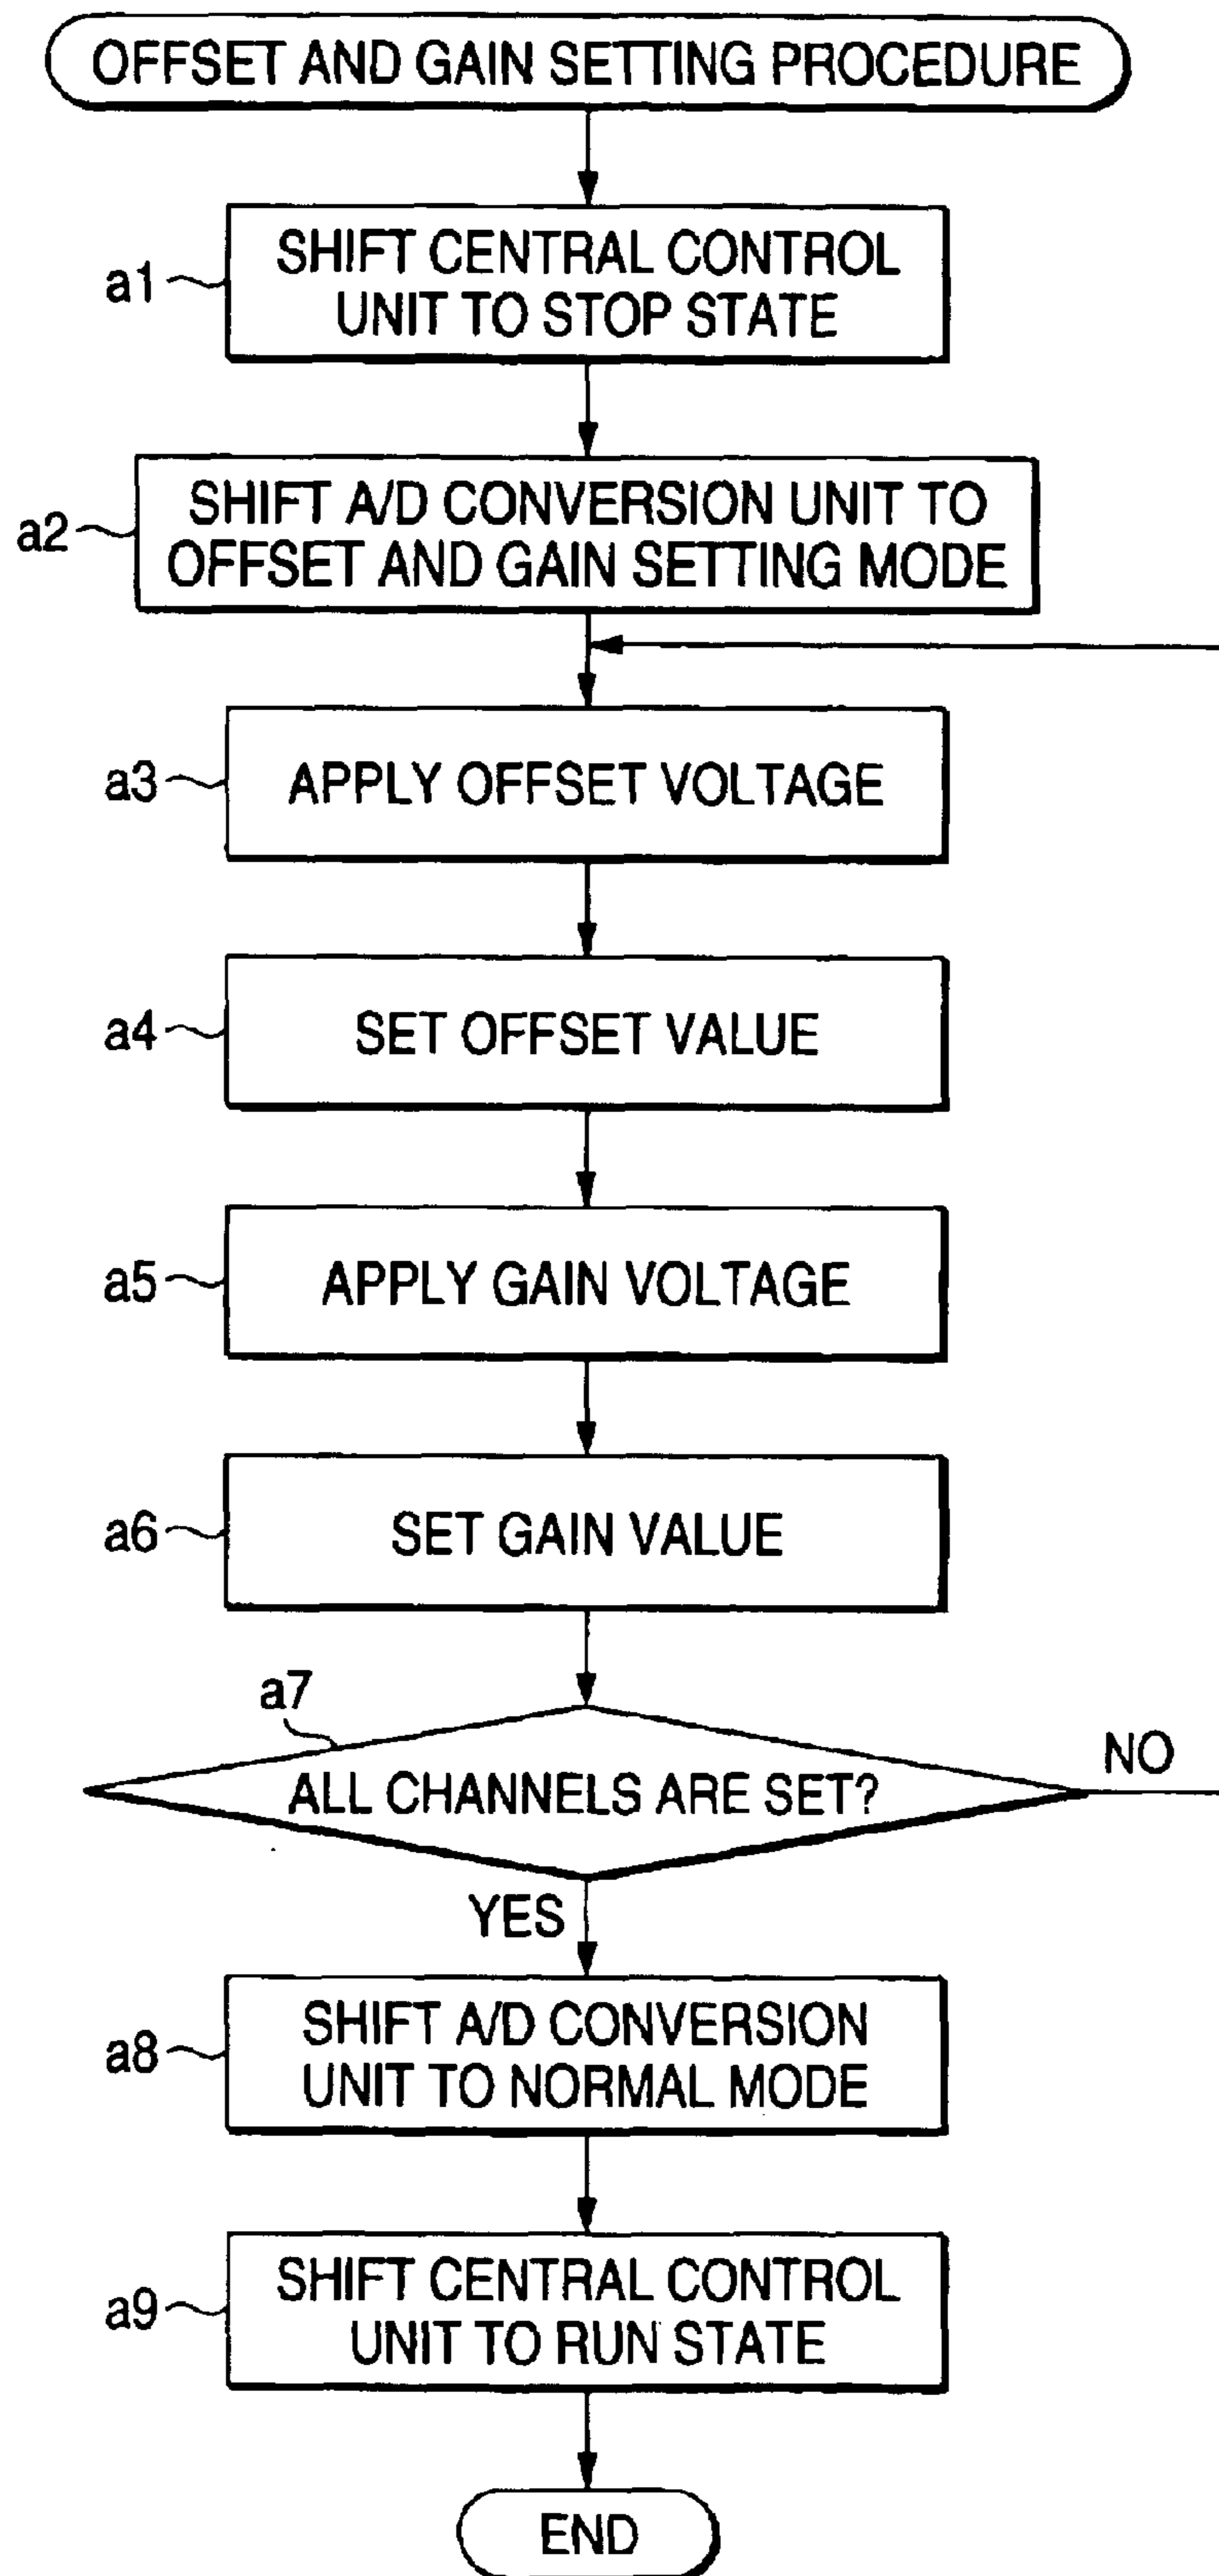 OFFSET AND GAIN SETTING PROCEDURE
a1
SHIFT CENTRAL CONTROL
UNIT TO STOP STATE
a2
SHIFT A/D CONVERSION UNIT TO
OFFSET AND GAIN SETTING MODE
a3
APPLY OFFSET VOLTAGE
a4
SET OFFSET VALUE
a5
APPLY GAIN VOLTAGE
a6
SET GAIN VALUE
a7
ALL CHANNELS ARE SET?
NO
YES
a8
SHIFT A/D CONVERSION
UNIT TO NORMAL MODE
a9
SHIFT CENTRAL CONTROL
UNIT TO RUN STATE
END